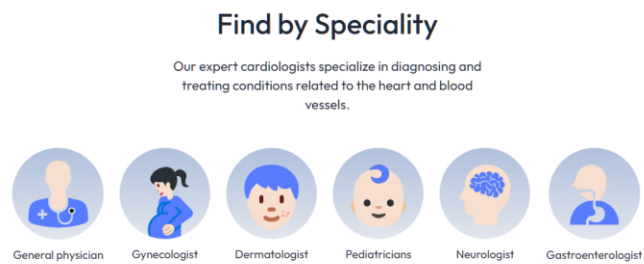 Find by Speciality
Our expert cardiologists specialize in diagnosing and
treating conditions related to the heart and blood
vessels.
General physician
Gynecologist
Dermatologist
Pediatricians
Neurologist
Gastroenterologist